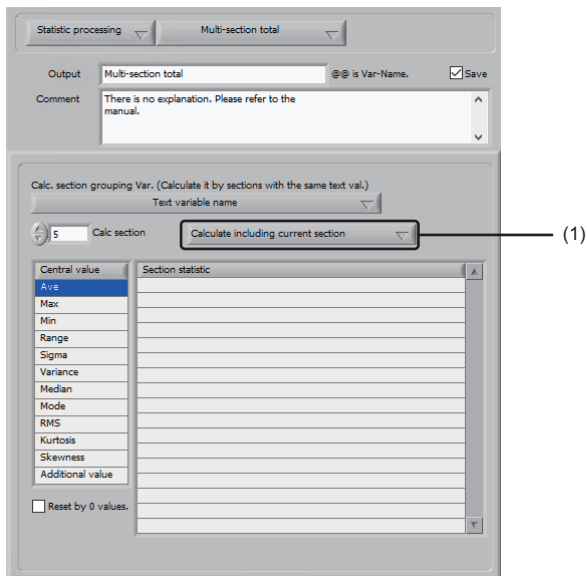 Statistic processing
Multi-section total
Output
Multi-section total
@@ is Var-Name.
Save
Comment
There is no explanation. Please refer to the
manual.
Calc. section grouping Var. (Calculate it by sections with the same text val.)
Text variable name
5
Calc section
Calculate including current section
(1)
Central value
Section statistic
Ave
Max
Min
Range
Sigma
Variance
Median
Mode
RMS
Kurtosis
Skewness
Additional value
Reset by 0 values.